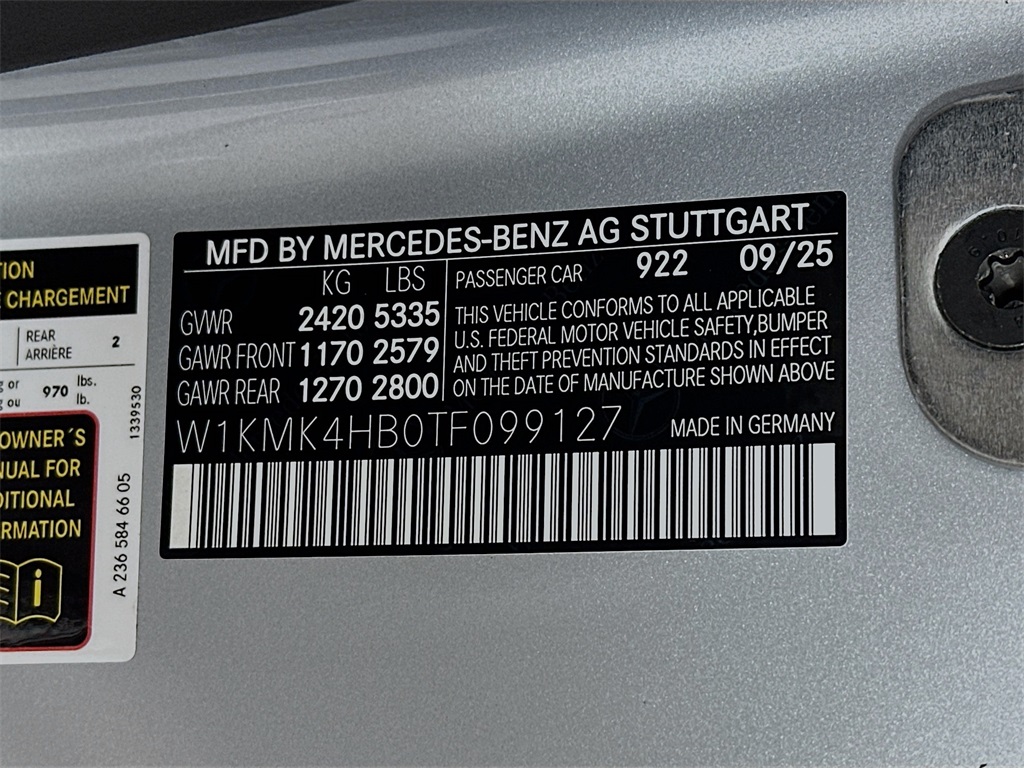 TION
CHARGEMENT
REAR
ARRIÈRE 2
g or
g ou 970 lbs.
lb.
1339530
OWNER´S
NUAL FOR
DITIONAL
ORMATION
i
A 236 584 66 05
MFD BY MERCEDES-BENZ AG STUTTGART
KG LBS
GVWR 2420 5335
GAWR FRONT 1170 2579
GAWR REAR 1270 2800
PASSENGER CAR 922 09/25
THIS VEHICLE CONFORMS TO ALL APPLICABLE
U.S. FEDERAL MOTOR VEHICLE SAFETY,BUMPER
AND THEFT PREVENTION STANDARDS IN EFFECT
ON THE DATE OF MANUFACTURE SHOWN ABOVE
W1KMK4HB0TF099127 MADE IN GERMANY